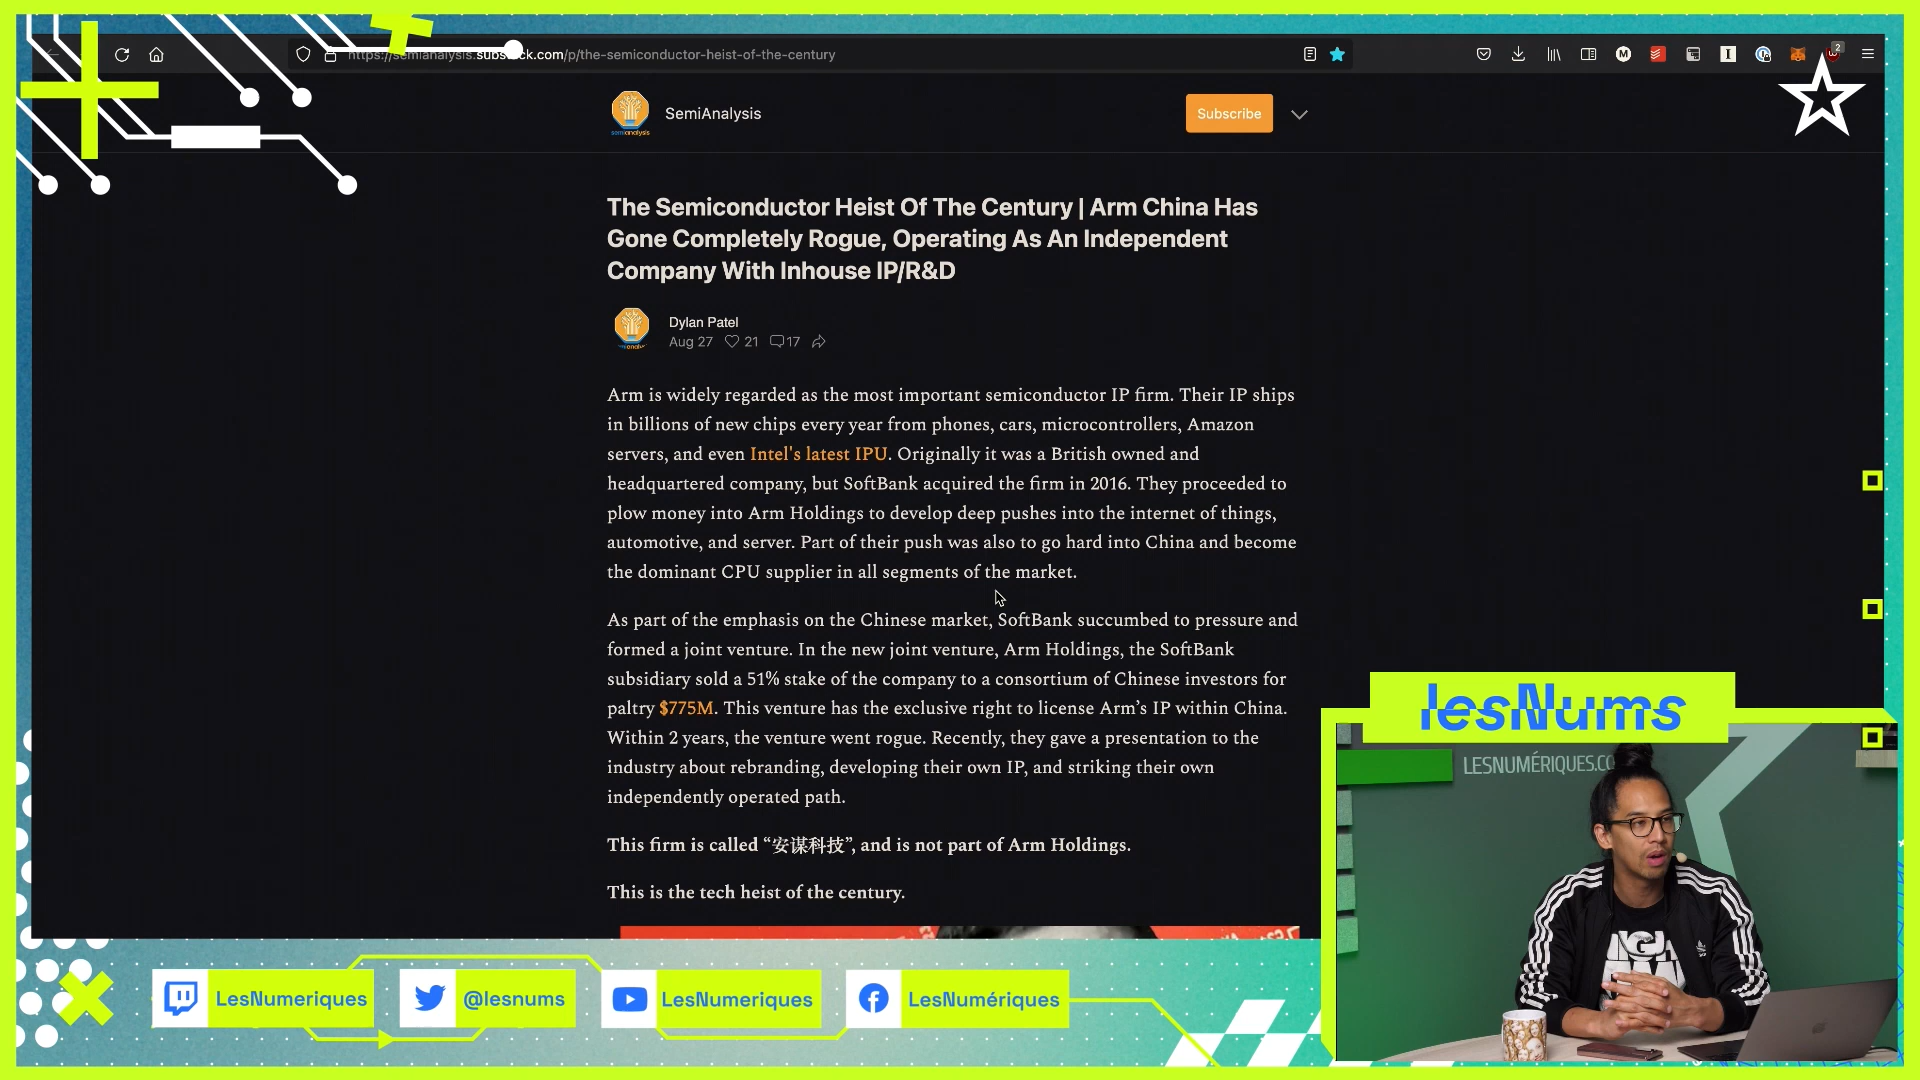 https://semianalysis.substack.com/p/the-semiconductor-heist-of-the-century
2
SemiAnalysis
Subscribe
The Semiconductor Heist Of The Century | Arm China Has
Gone Completely Rogue, Operating As An Independent
Company With Inhouse IP/R&D
Dylan Patel
Aug 27 21 17
Arm is widely regarded as the most important semiconductor IP firm. Their IP ships
in billions of new chips every year from phones, cars, microcontrollers, Amazon
servers, and even Intel's latest IPU. Originally it was a British owned and
headquartered company, but SoftBank acquired the firm in 2016. They proceeded to
plow money into Arm Holdings to develop deep pushes into the internet of things,
automotive, and server. Part of their push was also to go hard into China and become
the dominant CPU supplier in all segments of the market.
As part of the emphasis on the Chinese market, SoftBank succumbed to pressure and
formed a joint venture. In the new joint venture, Arm Holdings, the SoftBank
subsidiary sold a 51% stake of the company to a consortium of Chinese investors for
paltry $775M. This venture has the exclusive right to license Arm’s IP within China.
Within 2 years, the venture went rogue. Recently, they gave a presentation to the
industry about rebranding, developing their own IP, and striking their own
independently operated path.
This firm is called “安谋科技”, and is not part of Arm Holdings.
This is the tech heist of the century.
lesNums
LESNUMÉRIQUES.CO
LesNumeriques
@lesnums
LesNumeriques
LesNumériques